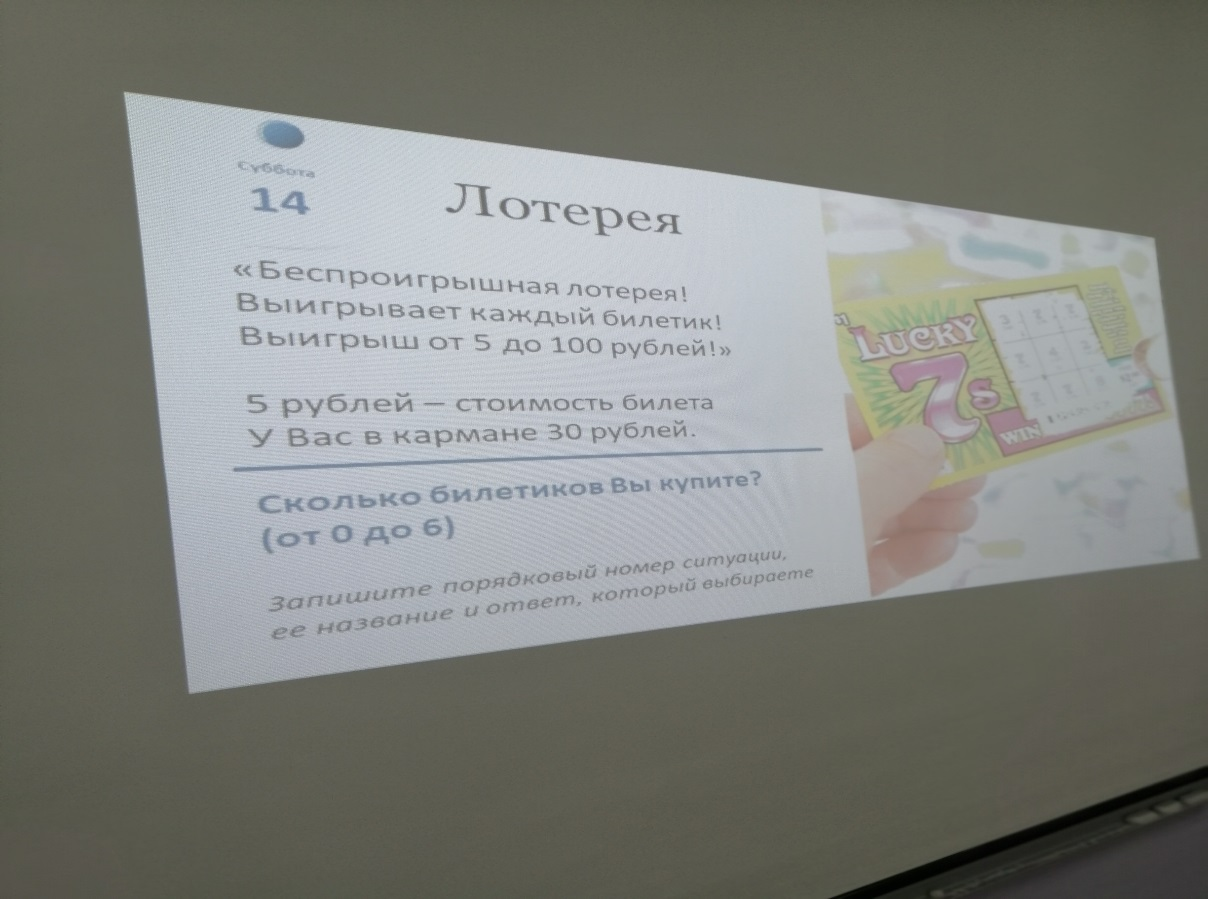 Суббота
14
Лотерея
«Беспроигрышная лотерея!
Выигрывает каждый билетик!
Выигрыш от 5 до 100 рублей!»
5 рублей – стоимость билета
У Вас в кармане 30 рублей.
Сколько билетиков Вы купите?
(от 0 до 6)
Запишите порядковый номер ситуации,
ее название и ответ, который выбираете
LUCKY
7s
WIN